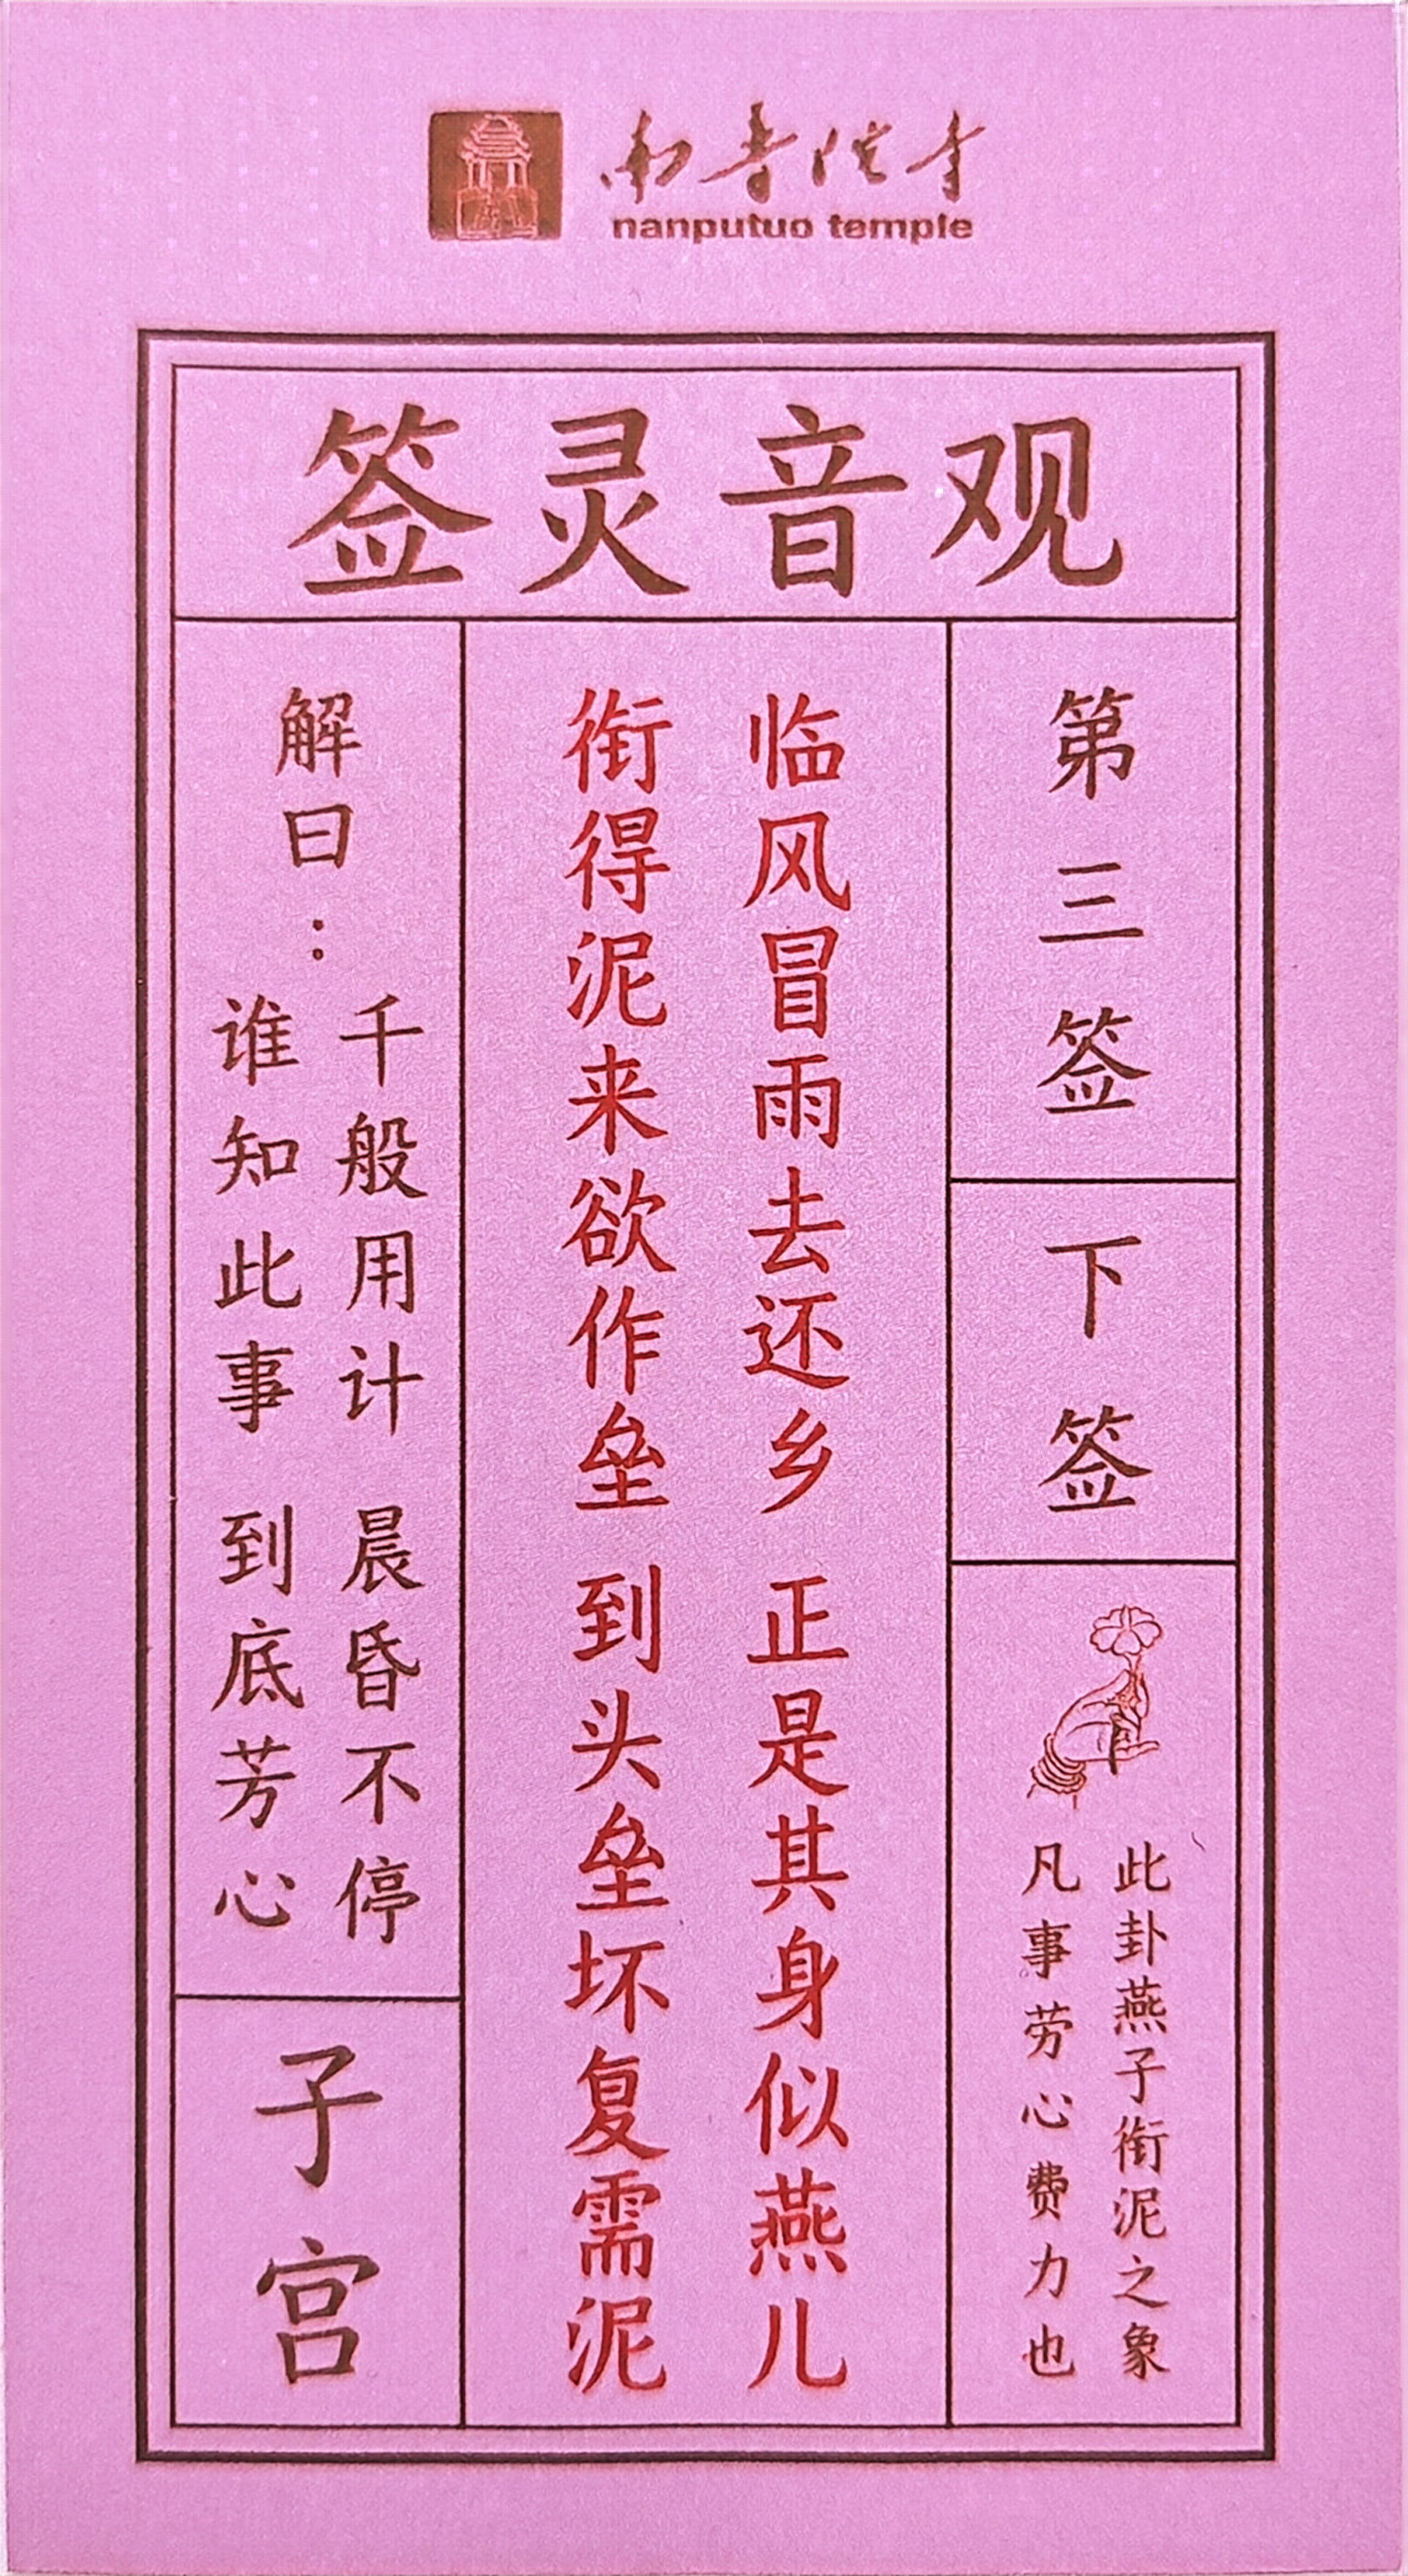 南普陀寺
nanputuo temple
观音灵签
第三签
下签
此卦燕子衔泥之象
凡事劳心费力也
临风冒雨去还乡 正是其身似燕儿
衔得泥来欲作垒 到头垒坏复需泥
解曰：
千般用计 晨昏不停
谁知此事 到底芳心
子宫